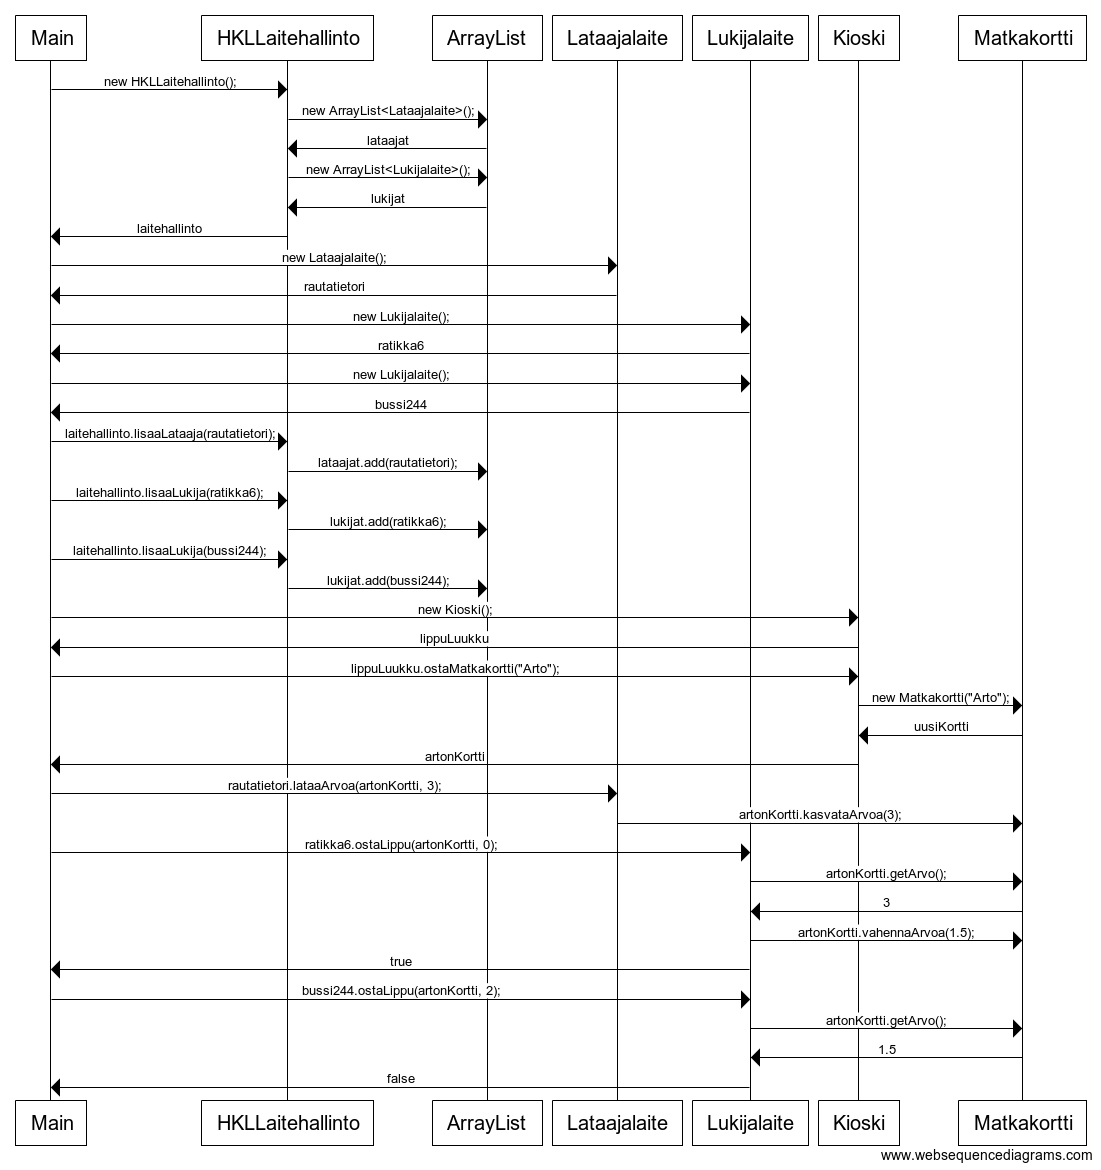 Main HKLLaitehallinto ArrayList Lataajalaite Lukijalaite Kioski Matkakortti
new HKLLaitehallinto();
new ArrayList<Lataajalaite>();
lataajat
new ArrayList<Lukijalaite>();
lukijat
laitehallinto
new Lataajalaite();
rautatietori
new Lukijalaite();
ratikka6
new Lukijalaite();
bussi244
laitehallinto.lisaaLataaja(rautatietori);
lataajat.add(rautatietori);
laitehallinto.lisaaLukija(ratikka6);
lukijat.add(ratikka6);
laitehallinto.lisaaLukija(bussi244);
lukijat.add(bussi244);
new Kioski();
lippuLuukku
lippuLuukku.ostaMatkakortti("Arto");
new Matkakortti("Arto");
uusiKortti
artonKortti
rautatietori.lataaArvoa(artonKortti, 3);
artonKortti.kasvataArvoa(3);
ratikka6.ostaLippu(artonKortti, 0);
artonKortti.getArvo();
3
artonKortti.vahennaArvoa(1.5);
true
bussi244.ostaLippu(artonKortti, 2);
artonKortti.getArvo();
1.5
false
Main HKLLaitehallinto ArrayList Lataajalaite Lukijalaite Kioski Matkakortti
www.websequencediagrams.com